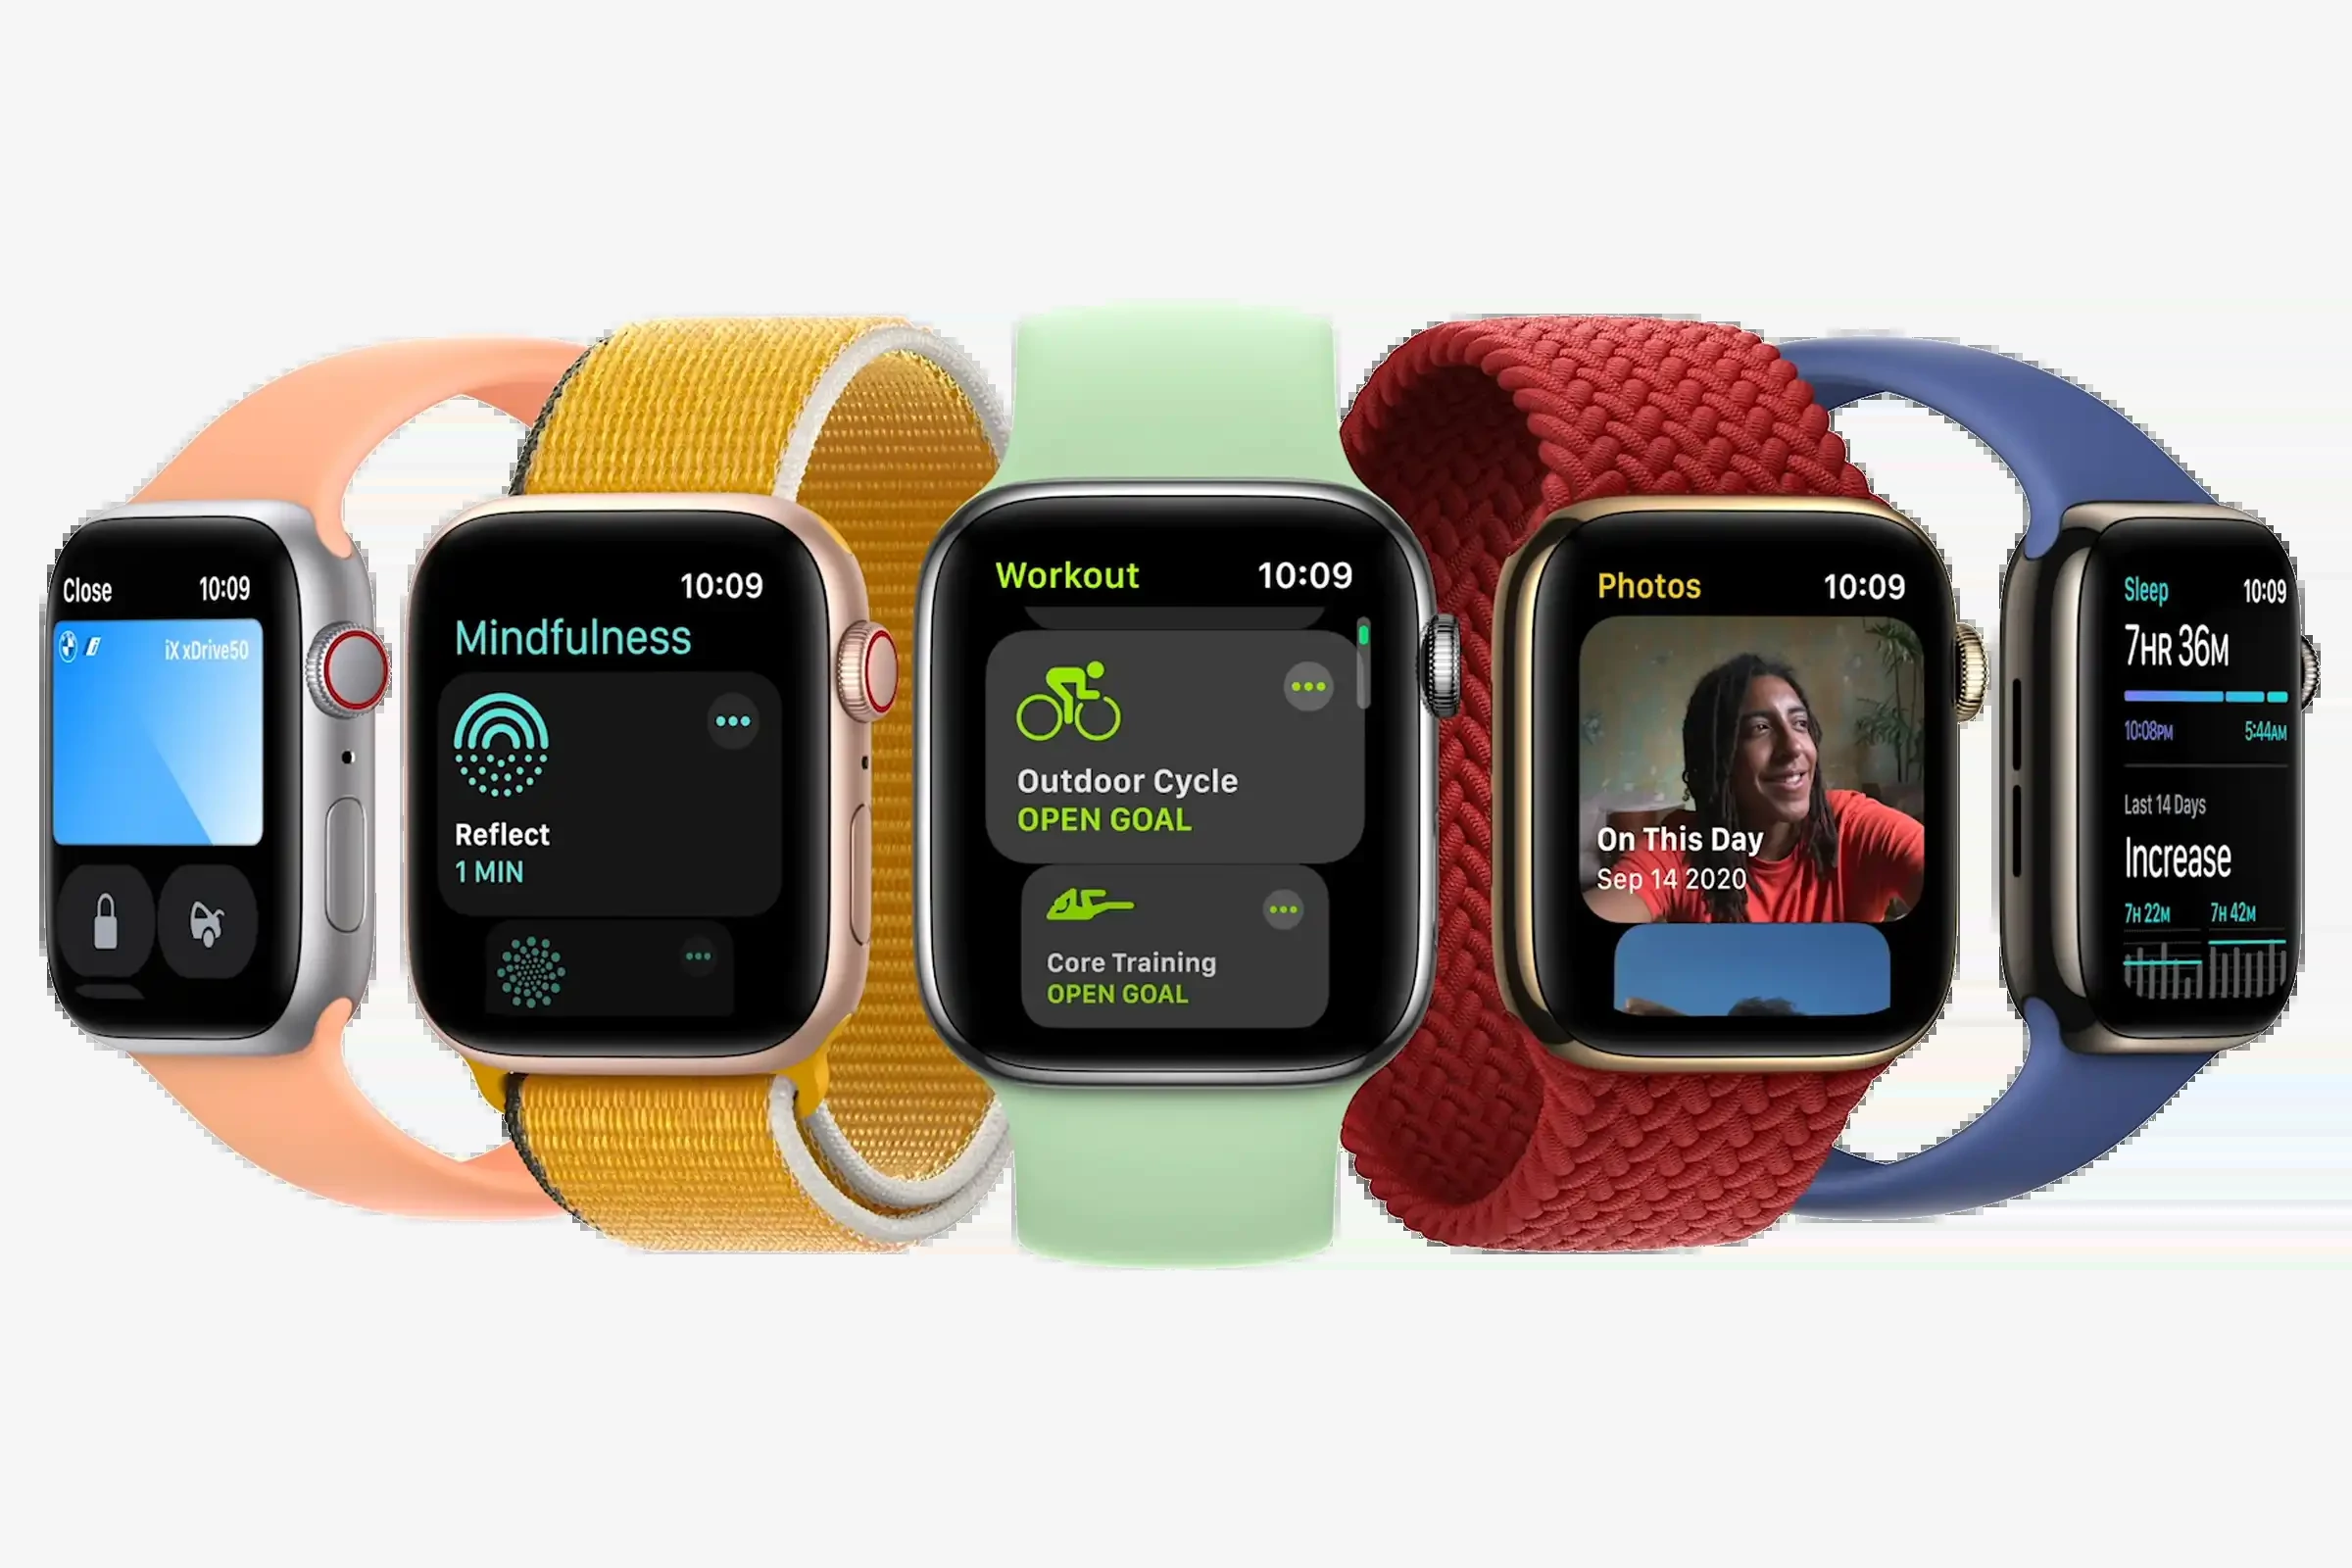 Close 10:09
iX xDrive50
10:09
Mindfulness
Reflect
1 MIN
Workout 10:09
Outdoor Cycle
OPEN GOAL
Core Training
OPEN GOAL
Photos 10:09
On This Day
Sep 14 2020
Sleep 10:09
7HR 36M
10:08PM 5:44AM
Last 14 Days
Increase
7H 22M 7H 42M